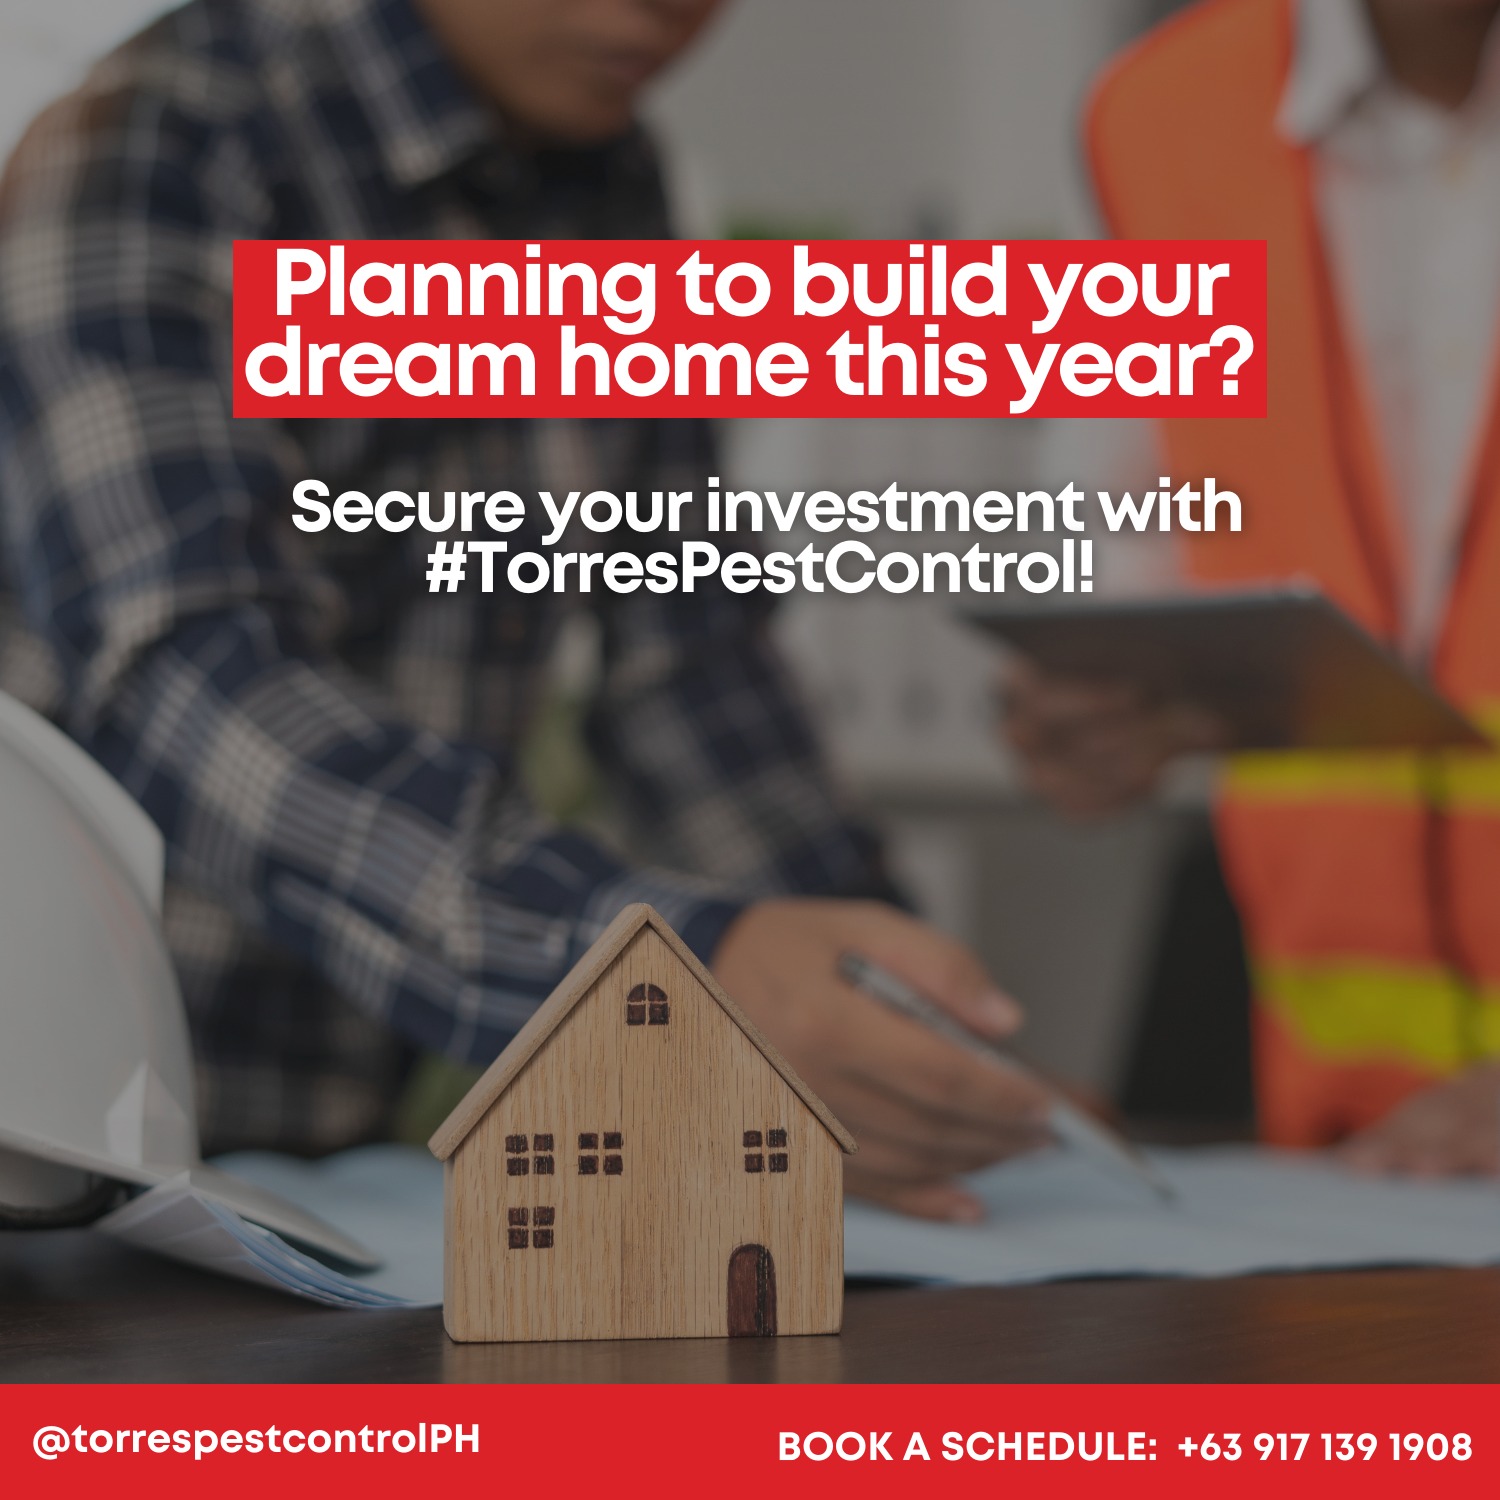 Planning to build your
dream home this year?
Secure your investment with
#TorresPestControl!
@torrespestcontrolPH
BOOK A SCHEDULE: +63 917 139 1908